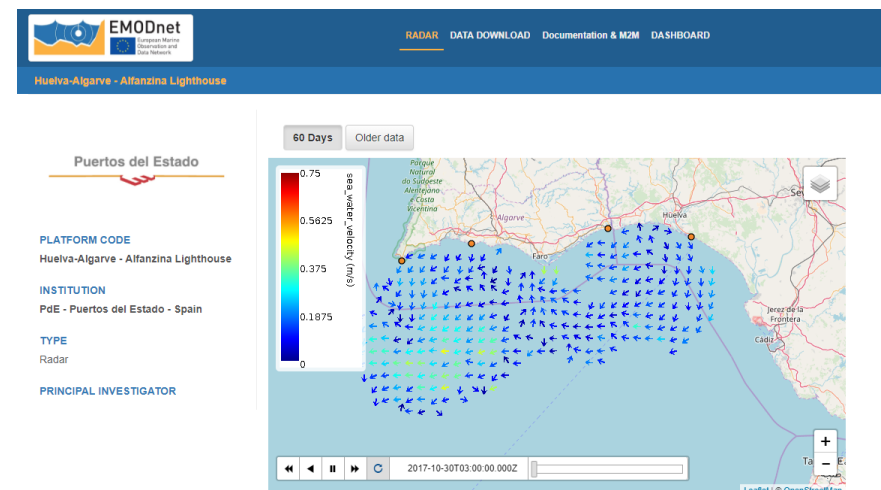 EMODnet
European Marine
Observation and
Data Network
RADAR DATA DOWNLOAD Documentation & M2M DASHBOARD
Huelva-Algarve - Alfanzina Lighthouse
Puertos del Estado
PLATFORM CODE
Huelva-Algarve - Alfanzina Lighthouse
INSTITUTION
PdE - Puertos del Estado - Spain
TYPE
Radar
PRINCIPAL INVESTIGATOR
60 Days Older data
0.75
0.5625
0.375
0.1875
0
sea_water_velocity (m/s)
Parque
Natural
do Sudoeste
Alentejano
e Costa
Vicentina
Algarve
Faro
Huelva
Jerez de la
Frontera
Cádiz
+
−
2017-10-30T03:00:00.000Z
Leaflet | © OpenStreetMap